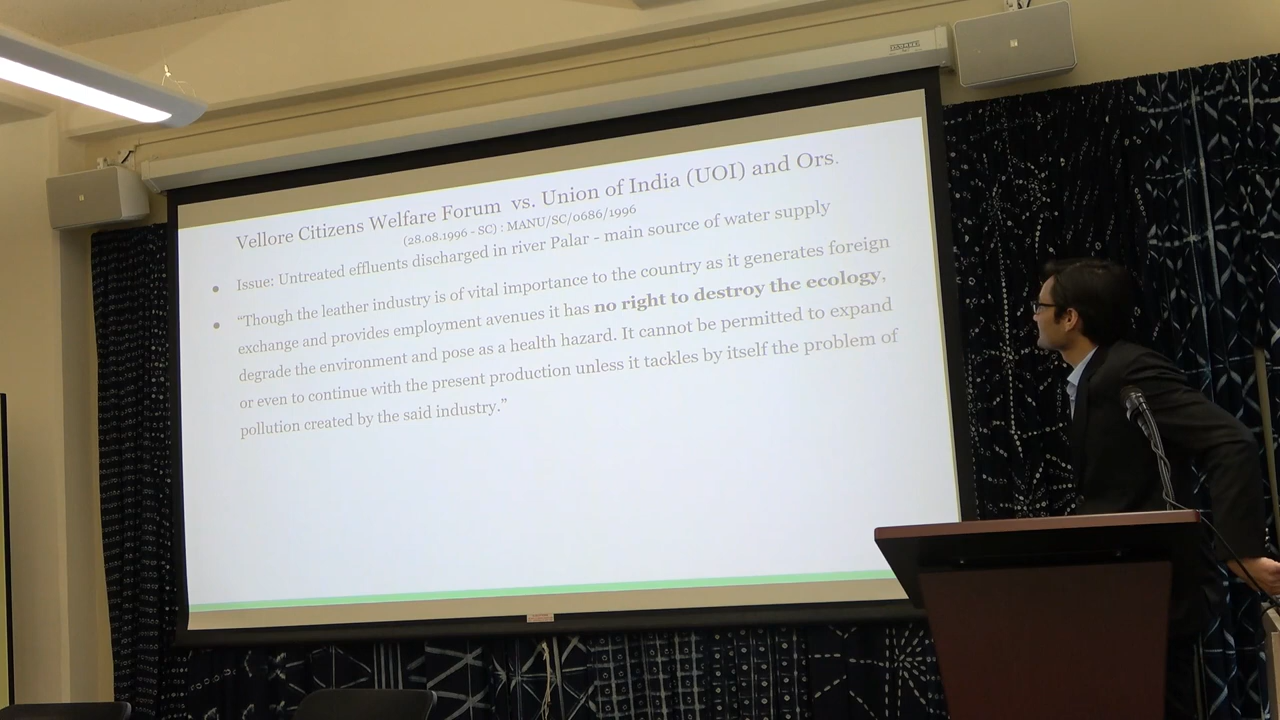 Vellore Citizens Welfare Forum vs. Union of India (UOI) and Ors.
(28.08.1996 - SC) : MANU/SC/0686/1996
• Issue: Untreated effluents discharged in river Palar - main source of water supply
• “Though the leather industry is of vital importance to the country as it generates foreign
exchange and provides employment avenues it has no right to destroy the ecology,
degrade the environment and pose as a health hazard. It cannot be permitted to expand
or even to continue with the present production unless it tackles by itself the problem of
pollution created by the said industry.”